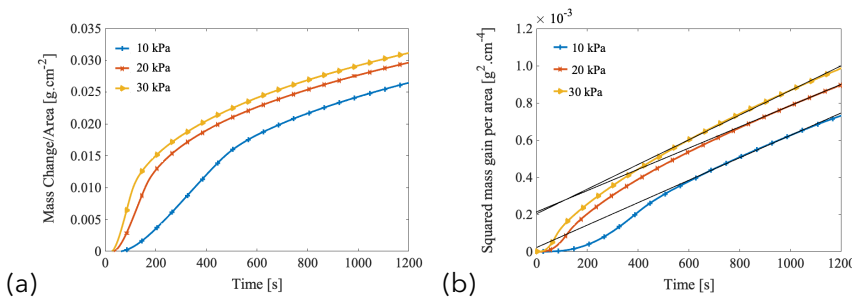 0.035
0.030
0.025
0.020
0.015
0.010
0.005
0
Mass Change/Area [g.cm-2]
10 kPa
20 kPa
30 kPa
0 200 400 600 800 1000 1200
Time [s]
(a)
1.2 × 10-3
1.0
0.8
0.6
0.4
0.2
0
Squared mass gain per area [g2.cm-4]
10 kPa
20 kPa
30 kPa
0 200 400 600 800 1000 1200
Time [s]
(b)